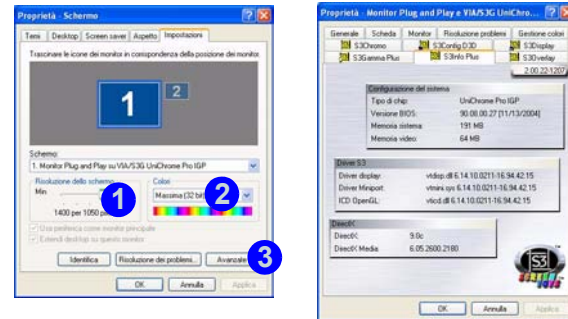 Proprietà - Schermo
Temi Desktop Screen saver Aspetto Impostazioni
Trascinare le icone dei monitor in corrispondenza della posizione dei monitor.
1
2
Schermo:
1. Monitor Plug and Play su VIA/S3G UniChrome Pro IGP
Risoluzione dello schermo
Min
1
1400 per 1050
Colori
Massima (32 bit)
2
Usa periferica come monitor principale
Estendi desktop su questo monitor
Identifica
Risoluzione dei problemi...
Avanzate
3
OK
Annulla
Applica
Proprietà - Monitor Plug and Play e VIA/S3G UniChro...
Generale Scheda Monitor Risoluzione problemi Gestione colori
S3Chromo S3Config D3D S3Display
S3Gamma Plus S3Info Plus S3Overlay
2.00.22-1207
Configurazione del sistema
Tipo di chip: UniChrome Pro IGP
Versione BIOS: 90.08.00.27 [11/13/2004]
Memoria sistema: 191 MB
Memoria video: 64 MB
Driver S3
Driver display: vtdisp.dll 6.14.10.0211-16.94.42.15
Driver Miniport: vtmini.sys 6.14.10.0211-16.94.42.15
ICD OpenGL: vticd.dll 6.14.10.0211-16.94.42.15
DirectX
DirectX: 9.0c
DirectX Media: 6.05.2600.2180
S3
GRAPHICS
OK
Annulla
Applica